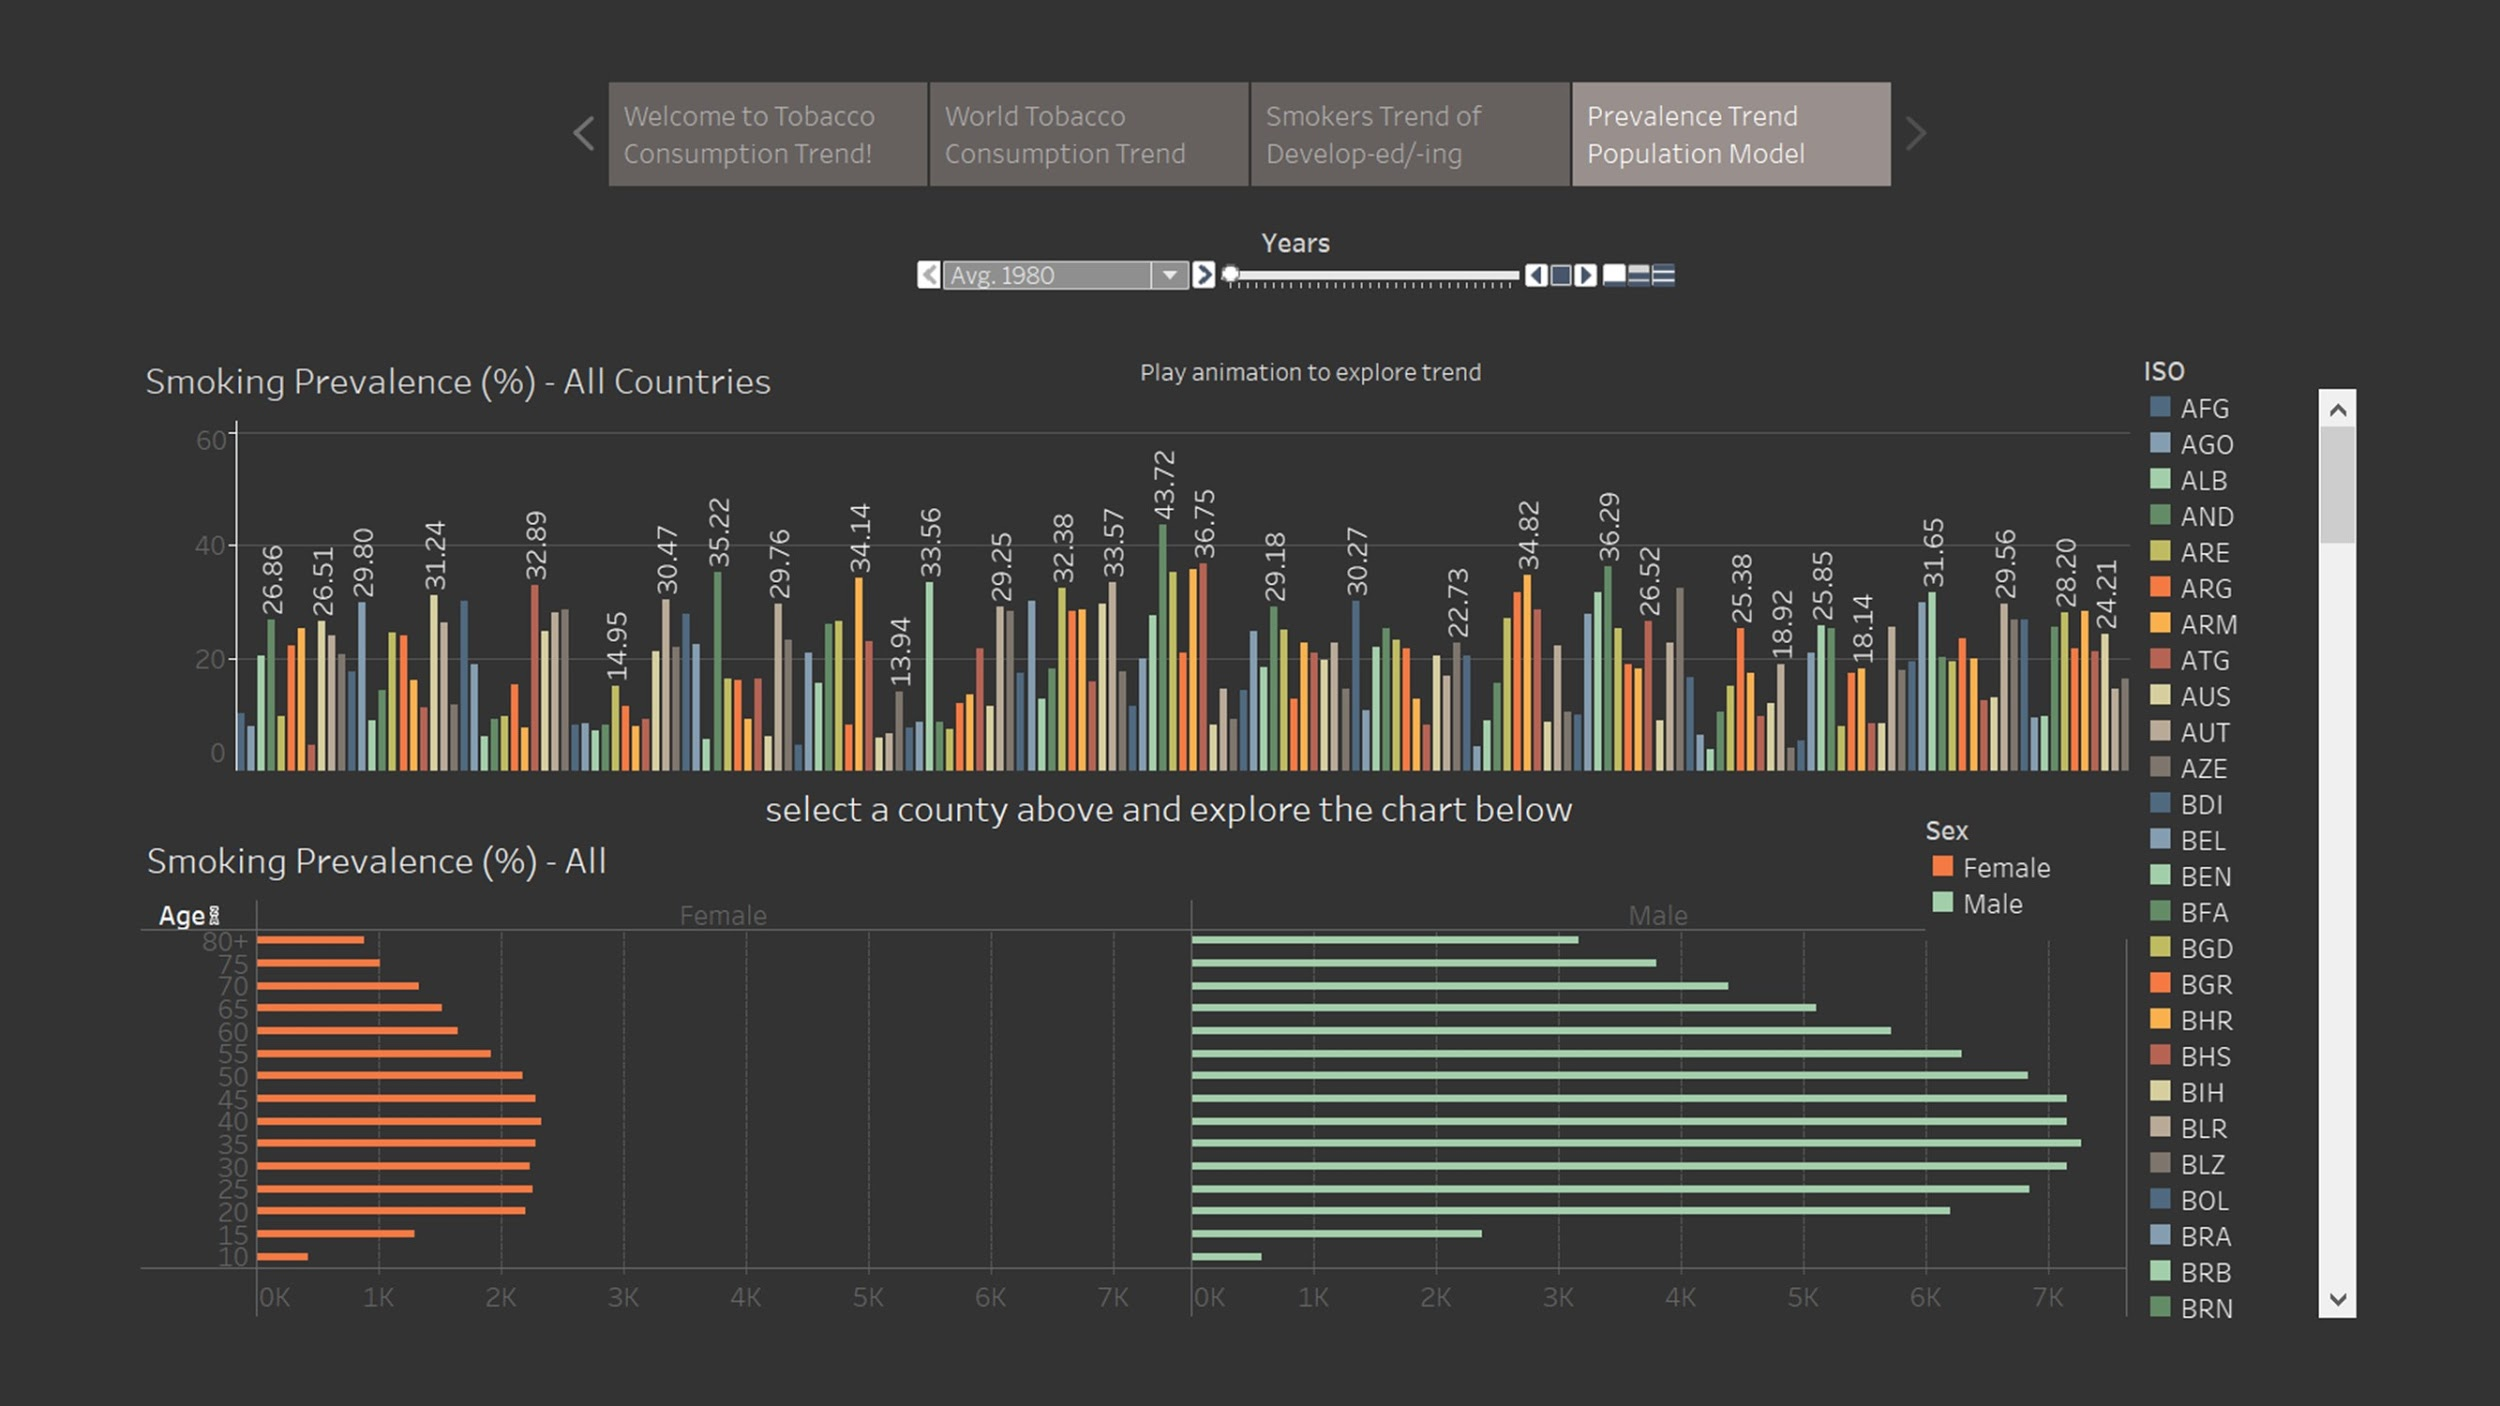 Welcome to Tobacco
Consumption Trend!
World Tobacco
Consumption Trend
Smokers Trend of
Develop-ed/-ing
Prevalence Trend
Population Model
Years
Avg. 1980
Smoking Prevalence (%) - All Countries
Play animation to explore trend
60
40
20
0
26.86
26.51
29.80
31.24
32.89
14.95
30.47
35.22
29.76
34.14
13.94
33.56
29.25
32.38
33.57
43.72
36.75
29.18
30.27
22.73
34.82
36.29
26.52
25.38
18.92
25.85
18.14
31.65
29.56
28.20
24.21
ISO
AFG
AGO
ALB
AND
ARE
ARG
ARM
ATG
AUS
AUT
AZE
BDI
BEL
BEN
BFA
BGD
BGR
BHR
BHS
BIH
BLR
BLZ
BOL
BRA
BRB
BRN
select a county above and explore the chart below
Sex
Female
Male
Smoking Prevalence (%) - All
Age
Female
Male
80+
75
70
65
60
55
50
45
40
35
30
25
20
15
10
0K 1K 2K 3K 4K 5K 6K 7K 0K 1K 2K 3K 4K 5K 6K 7K